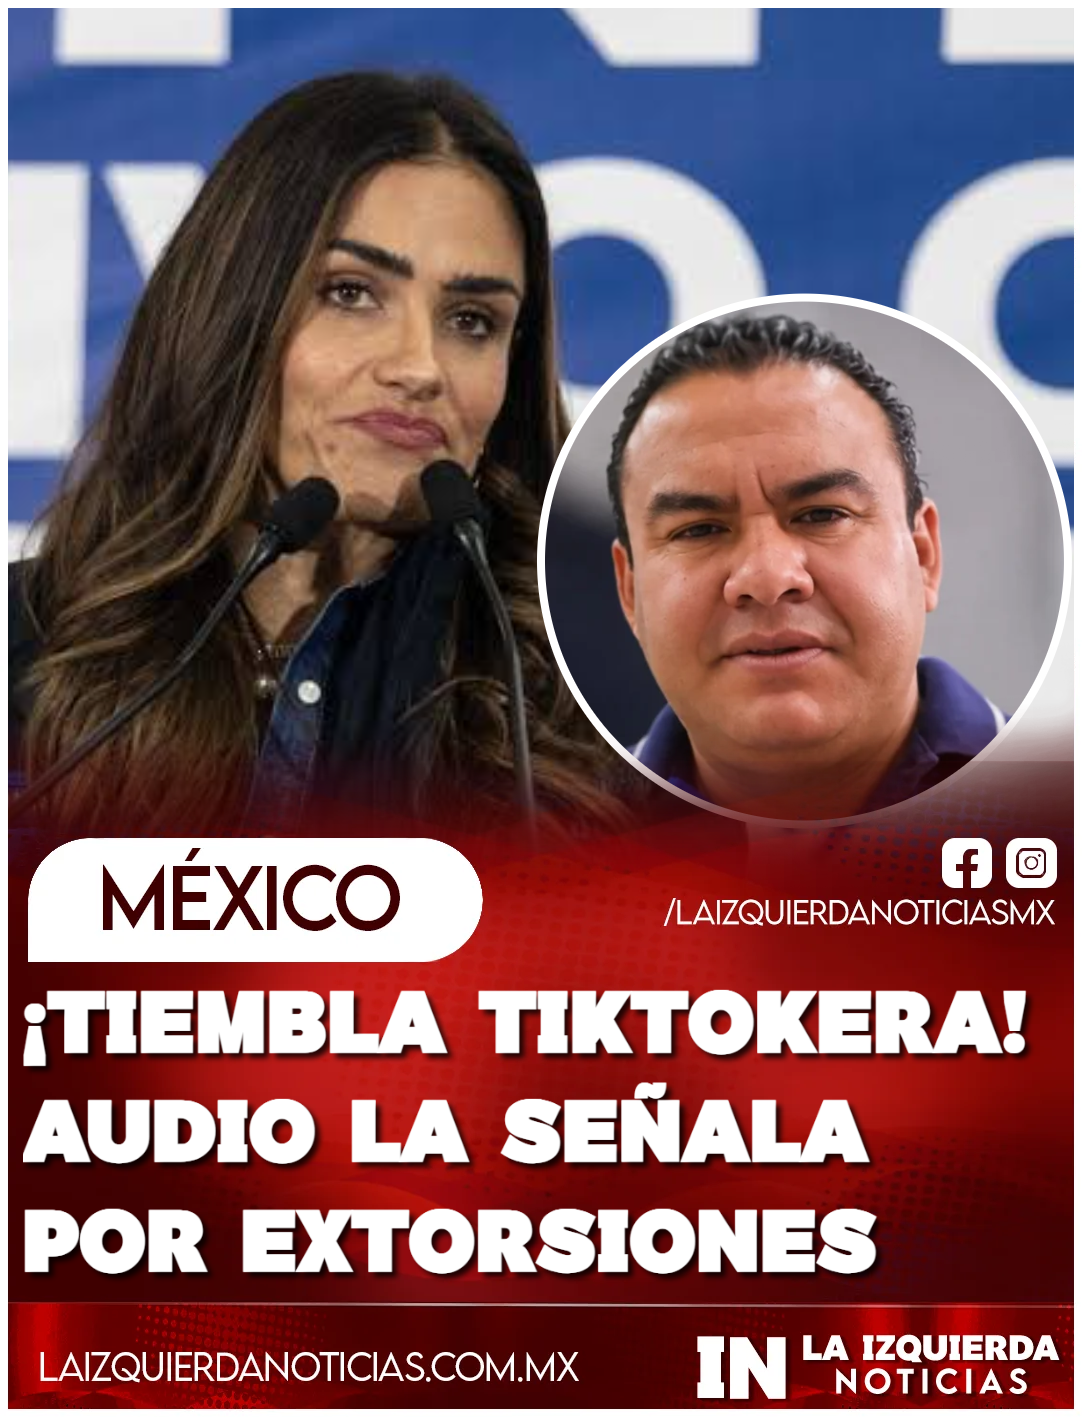 MÉXICO
/LAIZQUIERDANOTICIASMX
¡TIEMBLA TIKTOKERA!
AUDIO LA SEÑALA
POR EXTORSIONES
LAIZQUIERDANOTICIAS.COM.MX
IN LA IZQUIERDA
NOTICIAS